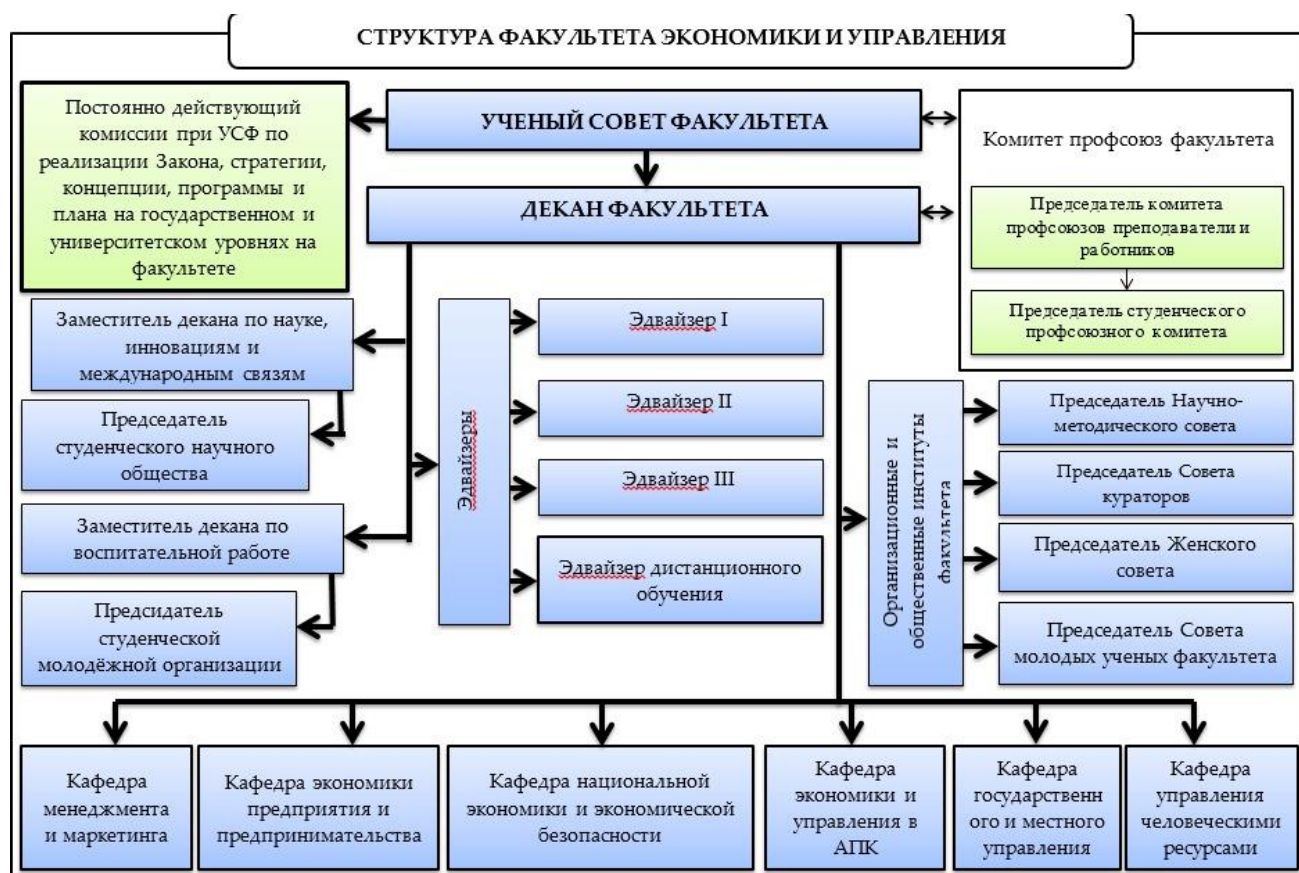 СТРУКТУРА ФАКУЛЬТЕТА ЭКОНОМИКИ И УПРАВЛЕНИЯ
Постоянно действующий
комиссии при УСФ по
реализации Закона, стратегии,
концепции, программы и
плана на государственном и
университетском уровнях на
факультете
УЧЕНЫЙ СОВЕТ ФАКУЛЬТЕТА
ДЕКАН ФАКУЛЬТЕТА
Комитет профсоюз факультета
Председатель комитета
профсоюзов преподаватели и
работников
Председатель студенческого
профсоюзного комитета
Заместитель декана по науке,
инновациям и
международным связям
Председатель
студенческого научного
общества
Заместитель декана по
воспитательной работе
Предсидатель
студенческой
молодёжной организации
Эдвайзеры
Эдвайзер I
Эдвайзер II
Эдвайзер III
Эдвайзер дистанционного
обучения
Организационные и
общественные институты
факультета
Председатель Научно-
методического совета
Председатель Совета
кураторов
Председатель Женского
совета
Председатель Совета
молодых ученых факультета
Кафедра
менеджмента
и маркетинга
Кафедра экономики
предприятия и
предпринимательства
Кафедра национальной
экономики и экономической
безопасности
Кафедра
экономики и
управления в
АПК
Кафедра
государственн
ого и местного
управления
Кафедра
управления
человеческими
ресурсами